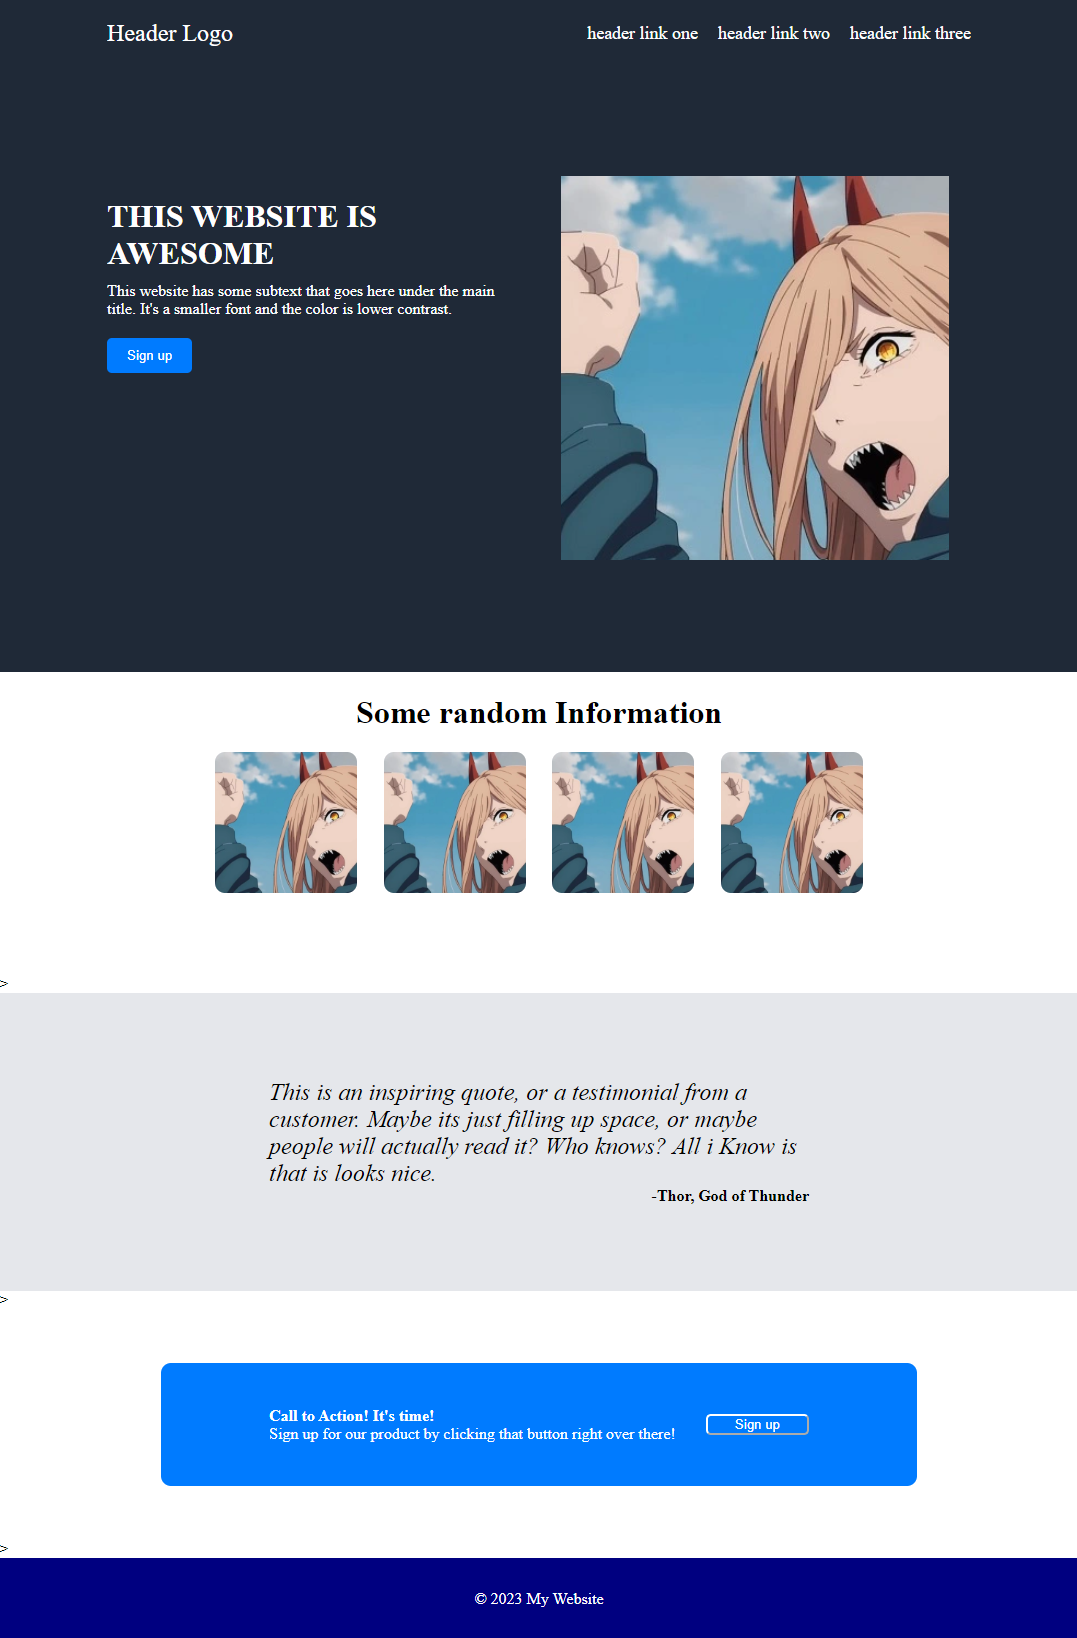 Header Logo
header link one header link two header link three
THIS WEBSITE IS
AWESOME
This website has some subtext that goes here under the main
title. It's a smaller font and the color is lower contrast.
Sign up
Some random Information
>
This is an inspiring quote, or a testimonial from a
customer. Maybe its just filling up space, or maybe
people will actually read it? Who knows? All i Know is
that is looks nice.
-Thor, God of Thunder
>
Call to Action! It's time!
Sign up for our product by clicking that button right over there!
Sign up
>
© 2023 My Website